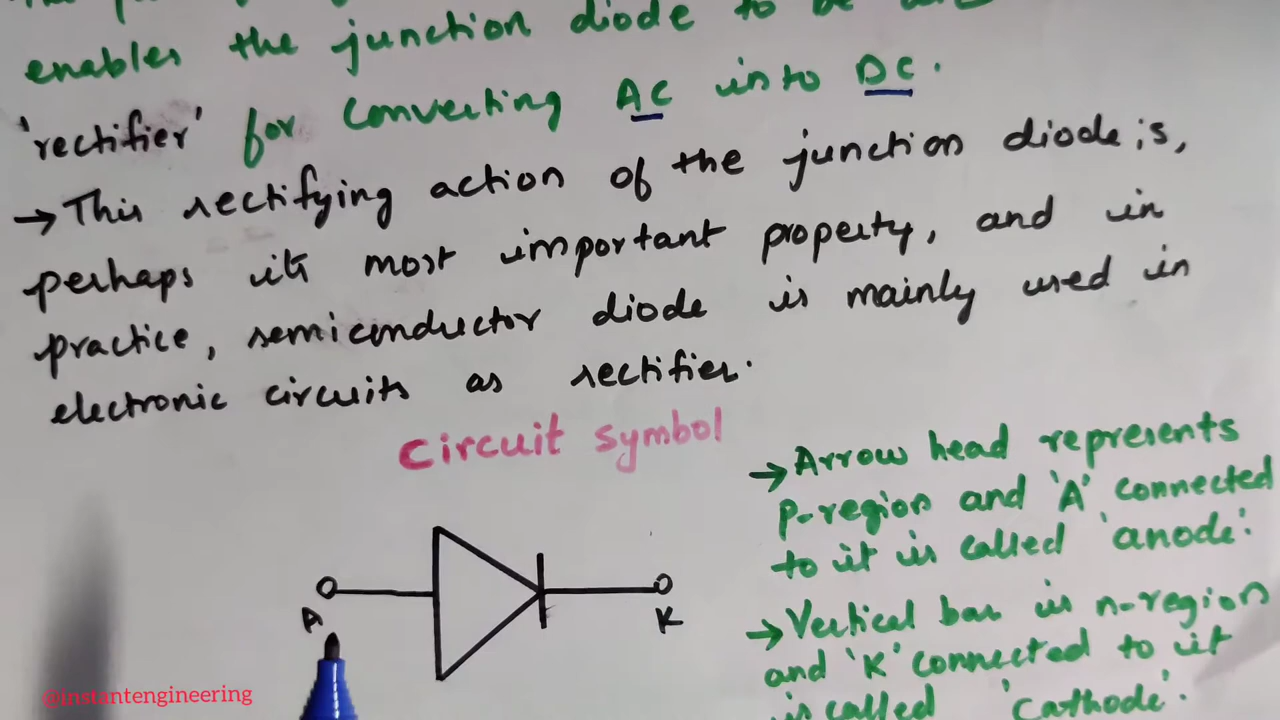 enables the junction diode to be
'rectifier' for converting AC into DC.
→ This rectifying action of the junction diode is,
perhaps its most important property, and in
practice, semiconductor diode is mainly used in
electronic circuits as rectifier.
Circuit symbol
→ Arrow head represents
p-region and 'A' connected
to it is called 'anode'.
→ Vertical bar is n-region
and 'K' connected to it
is called 'Cathode'.
A
K
@instantengineering